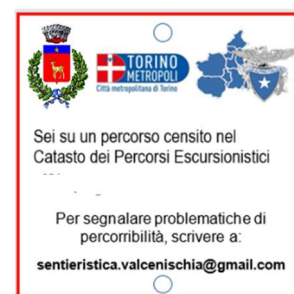 TORINO
METROPOLI
Città metropolitana di Torino
Sei su un percorso censito nel
Catasto dei Percorsi Escursionistici
Per segnalare problematiche di
percorribilità, scrivere a:
sentieristica.valcenischia@gmail.com